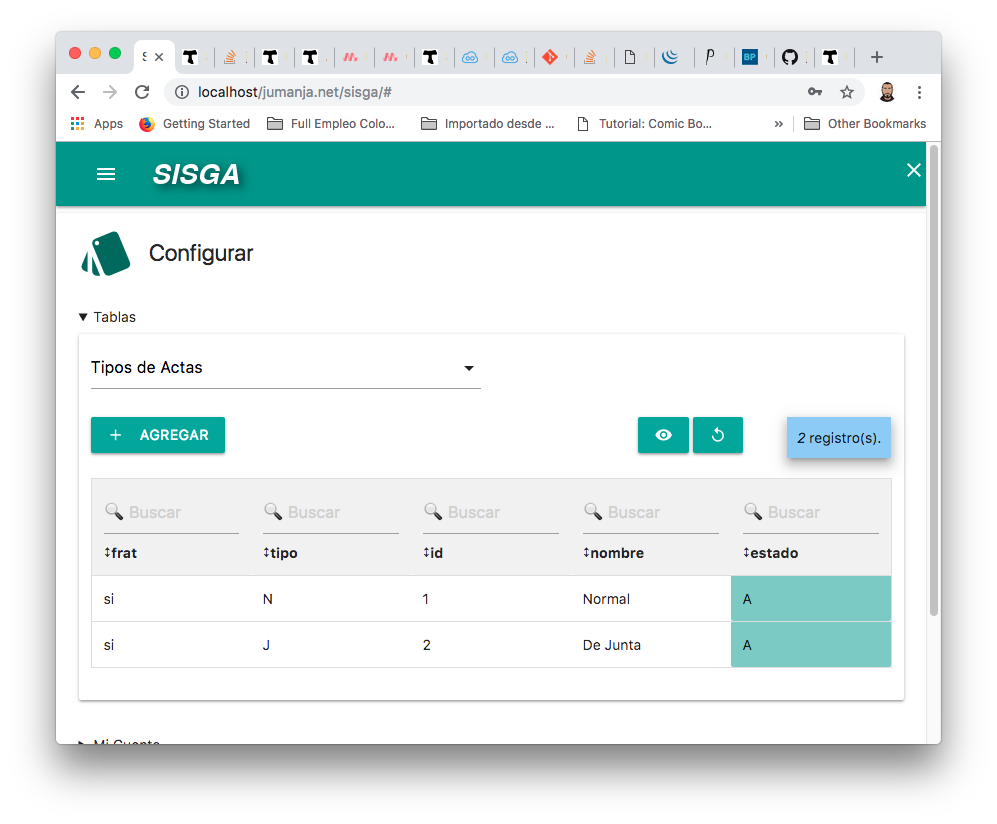 S
BP
localhost/jumanja.net/sisga/#
Apps Getting Started Full Empleo Colo... Importado desde ... Tutorial: Comic Bo... » Other Bookmarks
SISGA
Configurar
Tablas
Tipos de Actas
+ AGREGAR
2 registro(s).
Buscar Buscar Buscar Buscar Buscar
↕frat ↕tipo ↕id ↕nombre ↕estado
si N 1 Normal A
si J 2 De Junta A
Mi Cuenta